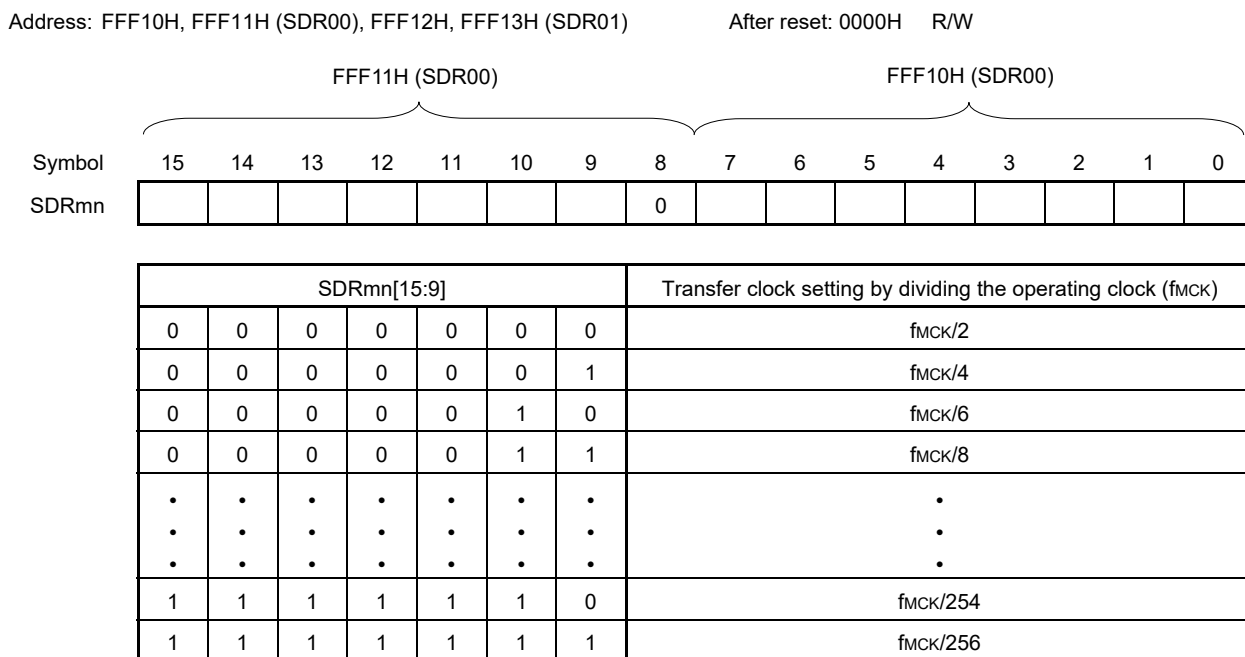 Address: FFF10H, FFF11H (SDR00), FFF12H, FFF13H (SDR01) After reset: 0000H R/W
FFF11H (SDR00) FFF10H (SDR00)
Symbol 15 14 13 12 11 10 9 8 7 6 5 4 3 2 1 0
SDRmn 0
SDRmn[15:9] Transfer clock setting by dividing the operating clock (fMCK)
0 0 0 0 0 0 0 fMCK/2
0 0 0 0 0 0 1 fMCK/4
0 0 0 0 0 1 0 fMCK/6
0 0 0 0 0 1 1 fMCK/8
• • • • • • • •
• • • • • • • •
• • • • • • • •
1 1 1 1 1 1 0 fMCK/254
1 1 1 1 1 1 1 fMCK/256